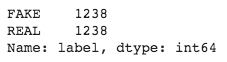 FAKE    1238
REAL    1238
Name: label, dtype: int64